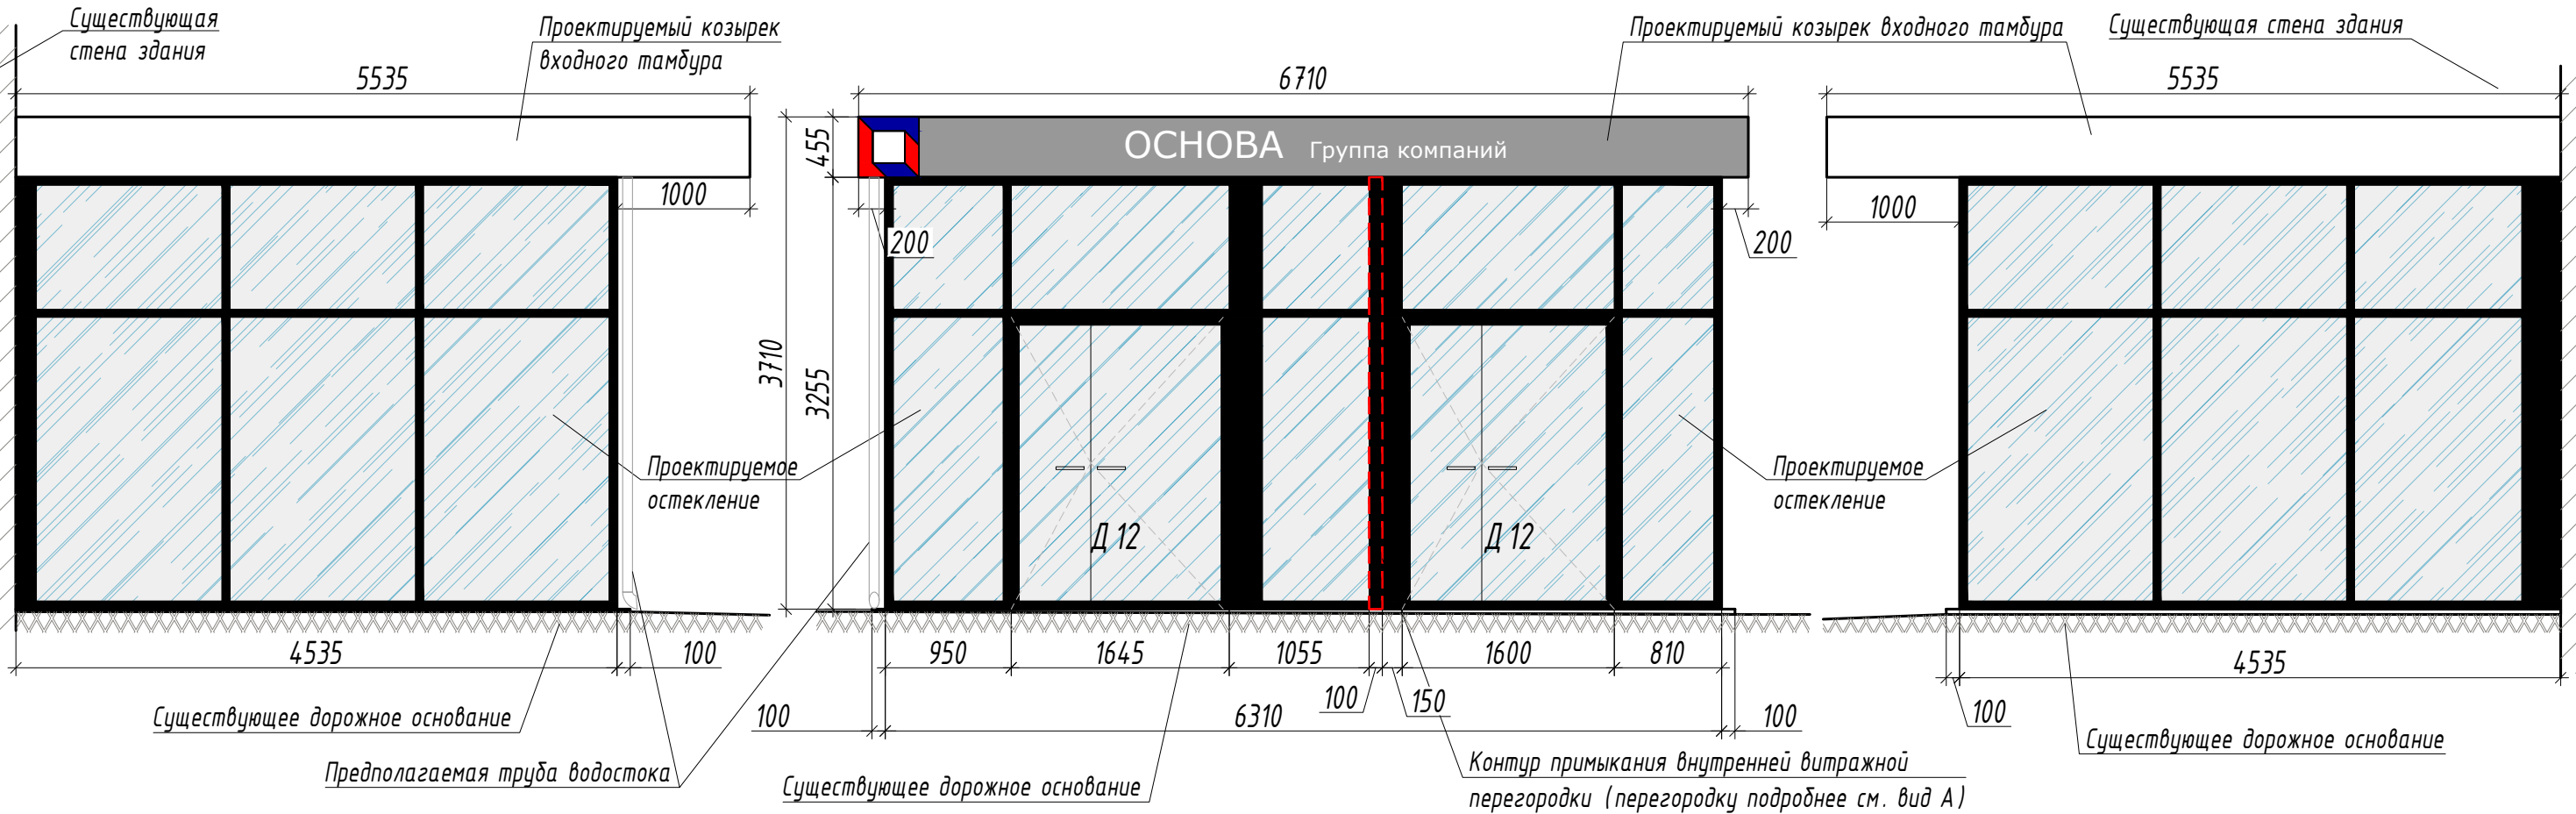 Существующая
стена здания
Проектируемый козырек
входного тамбура
Проектируемый козырек входного тамбура
Существующая стена здания
5535
6710
5535
455
ОСНОВА Группа компаний
1000
200
200
1000
3710
3255
Проектируемое
остекление
Проектируемое
остекление
Д 12
Д 12
4535
100
950
1645
1055
1600
810
4535
100
150
100
6310
100
100
Существующее дорожное основание
Предполагаемая труба водостока
Существующее дорожное основание
Контур примыкания внутренней витражной
перегородки (перегородку подробнее см. вид А)
Существующее дорожное основание